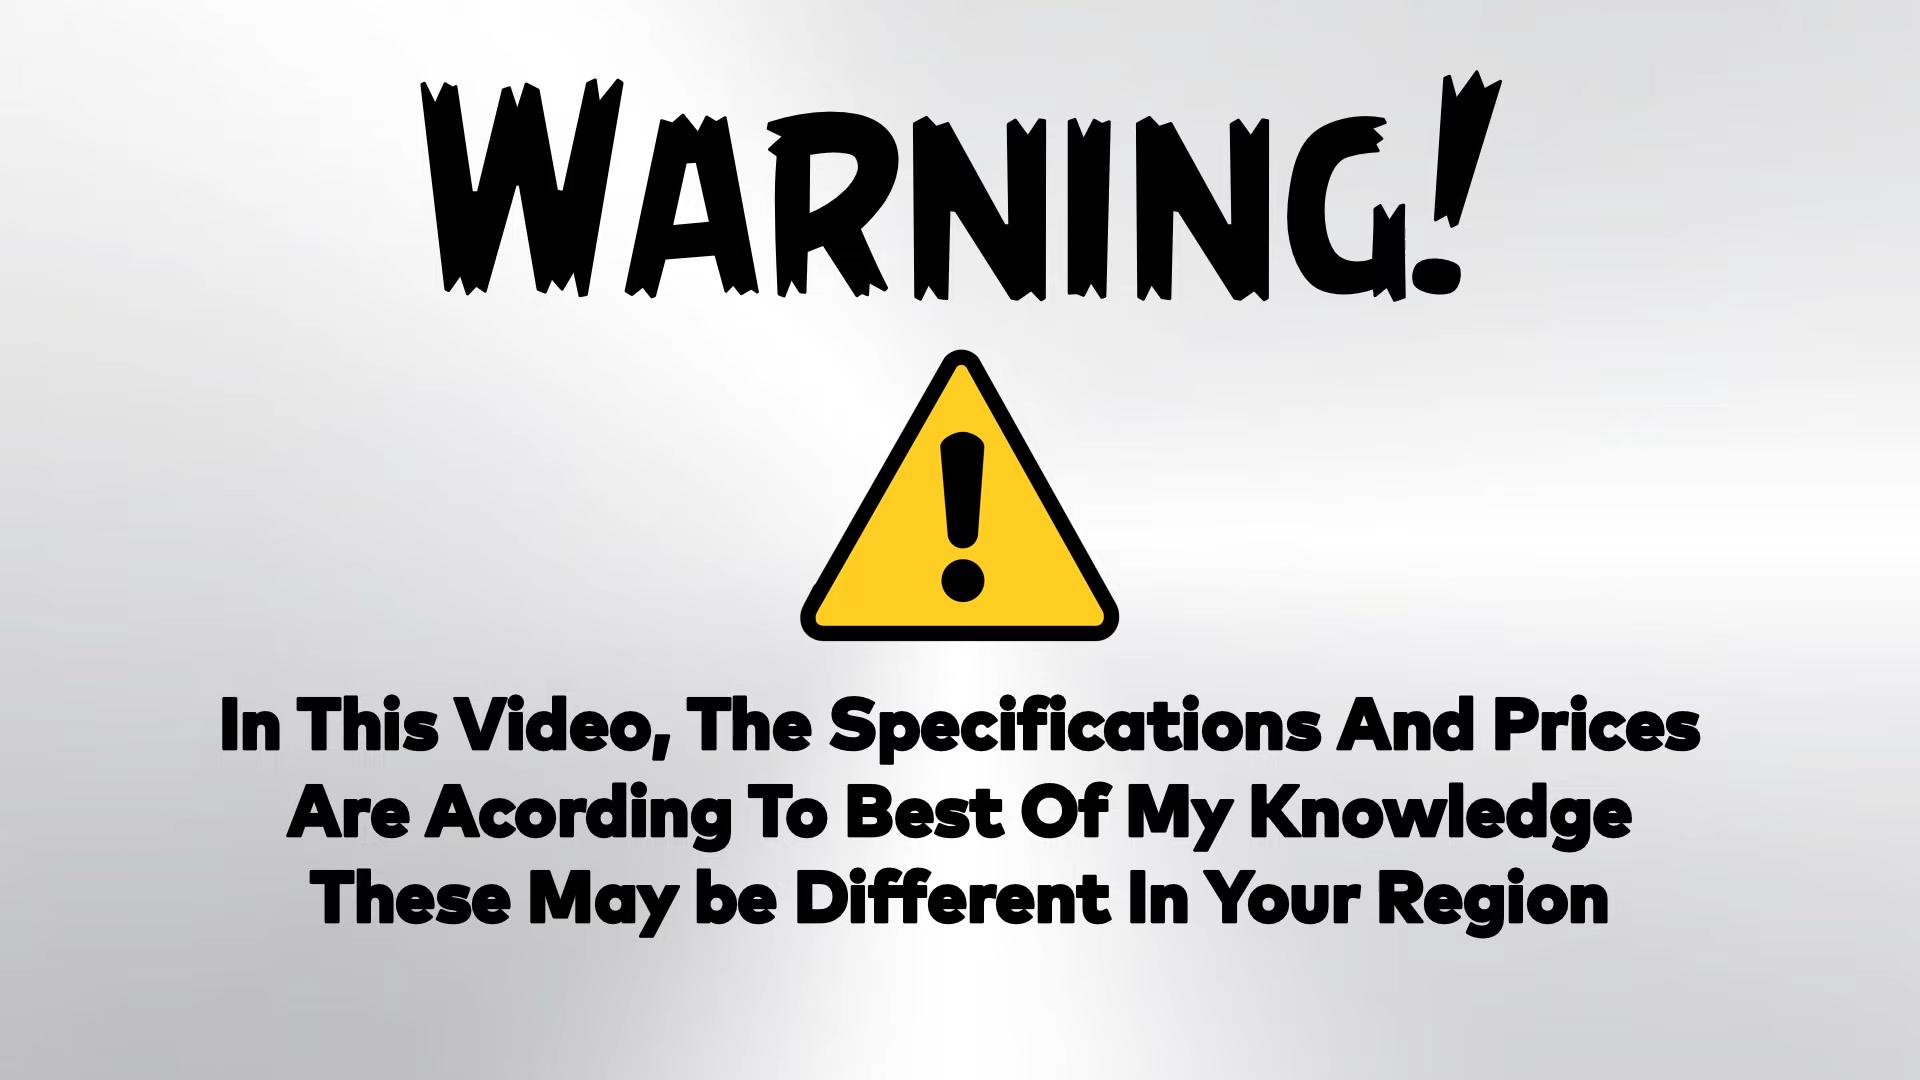 WARNING!
In This Video, The Specifications And Prices
Are Acording To Best Of My Knowledge
These May be Different In Your Region